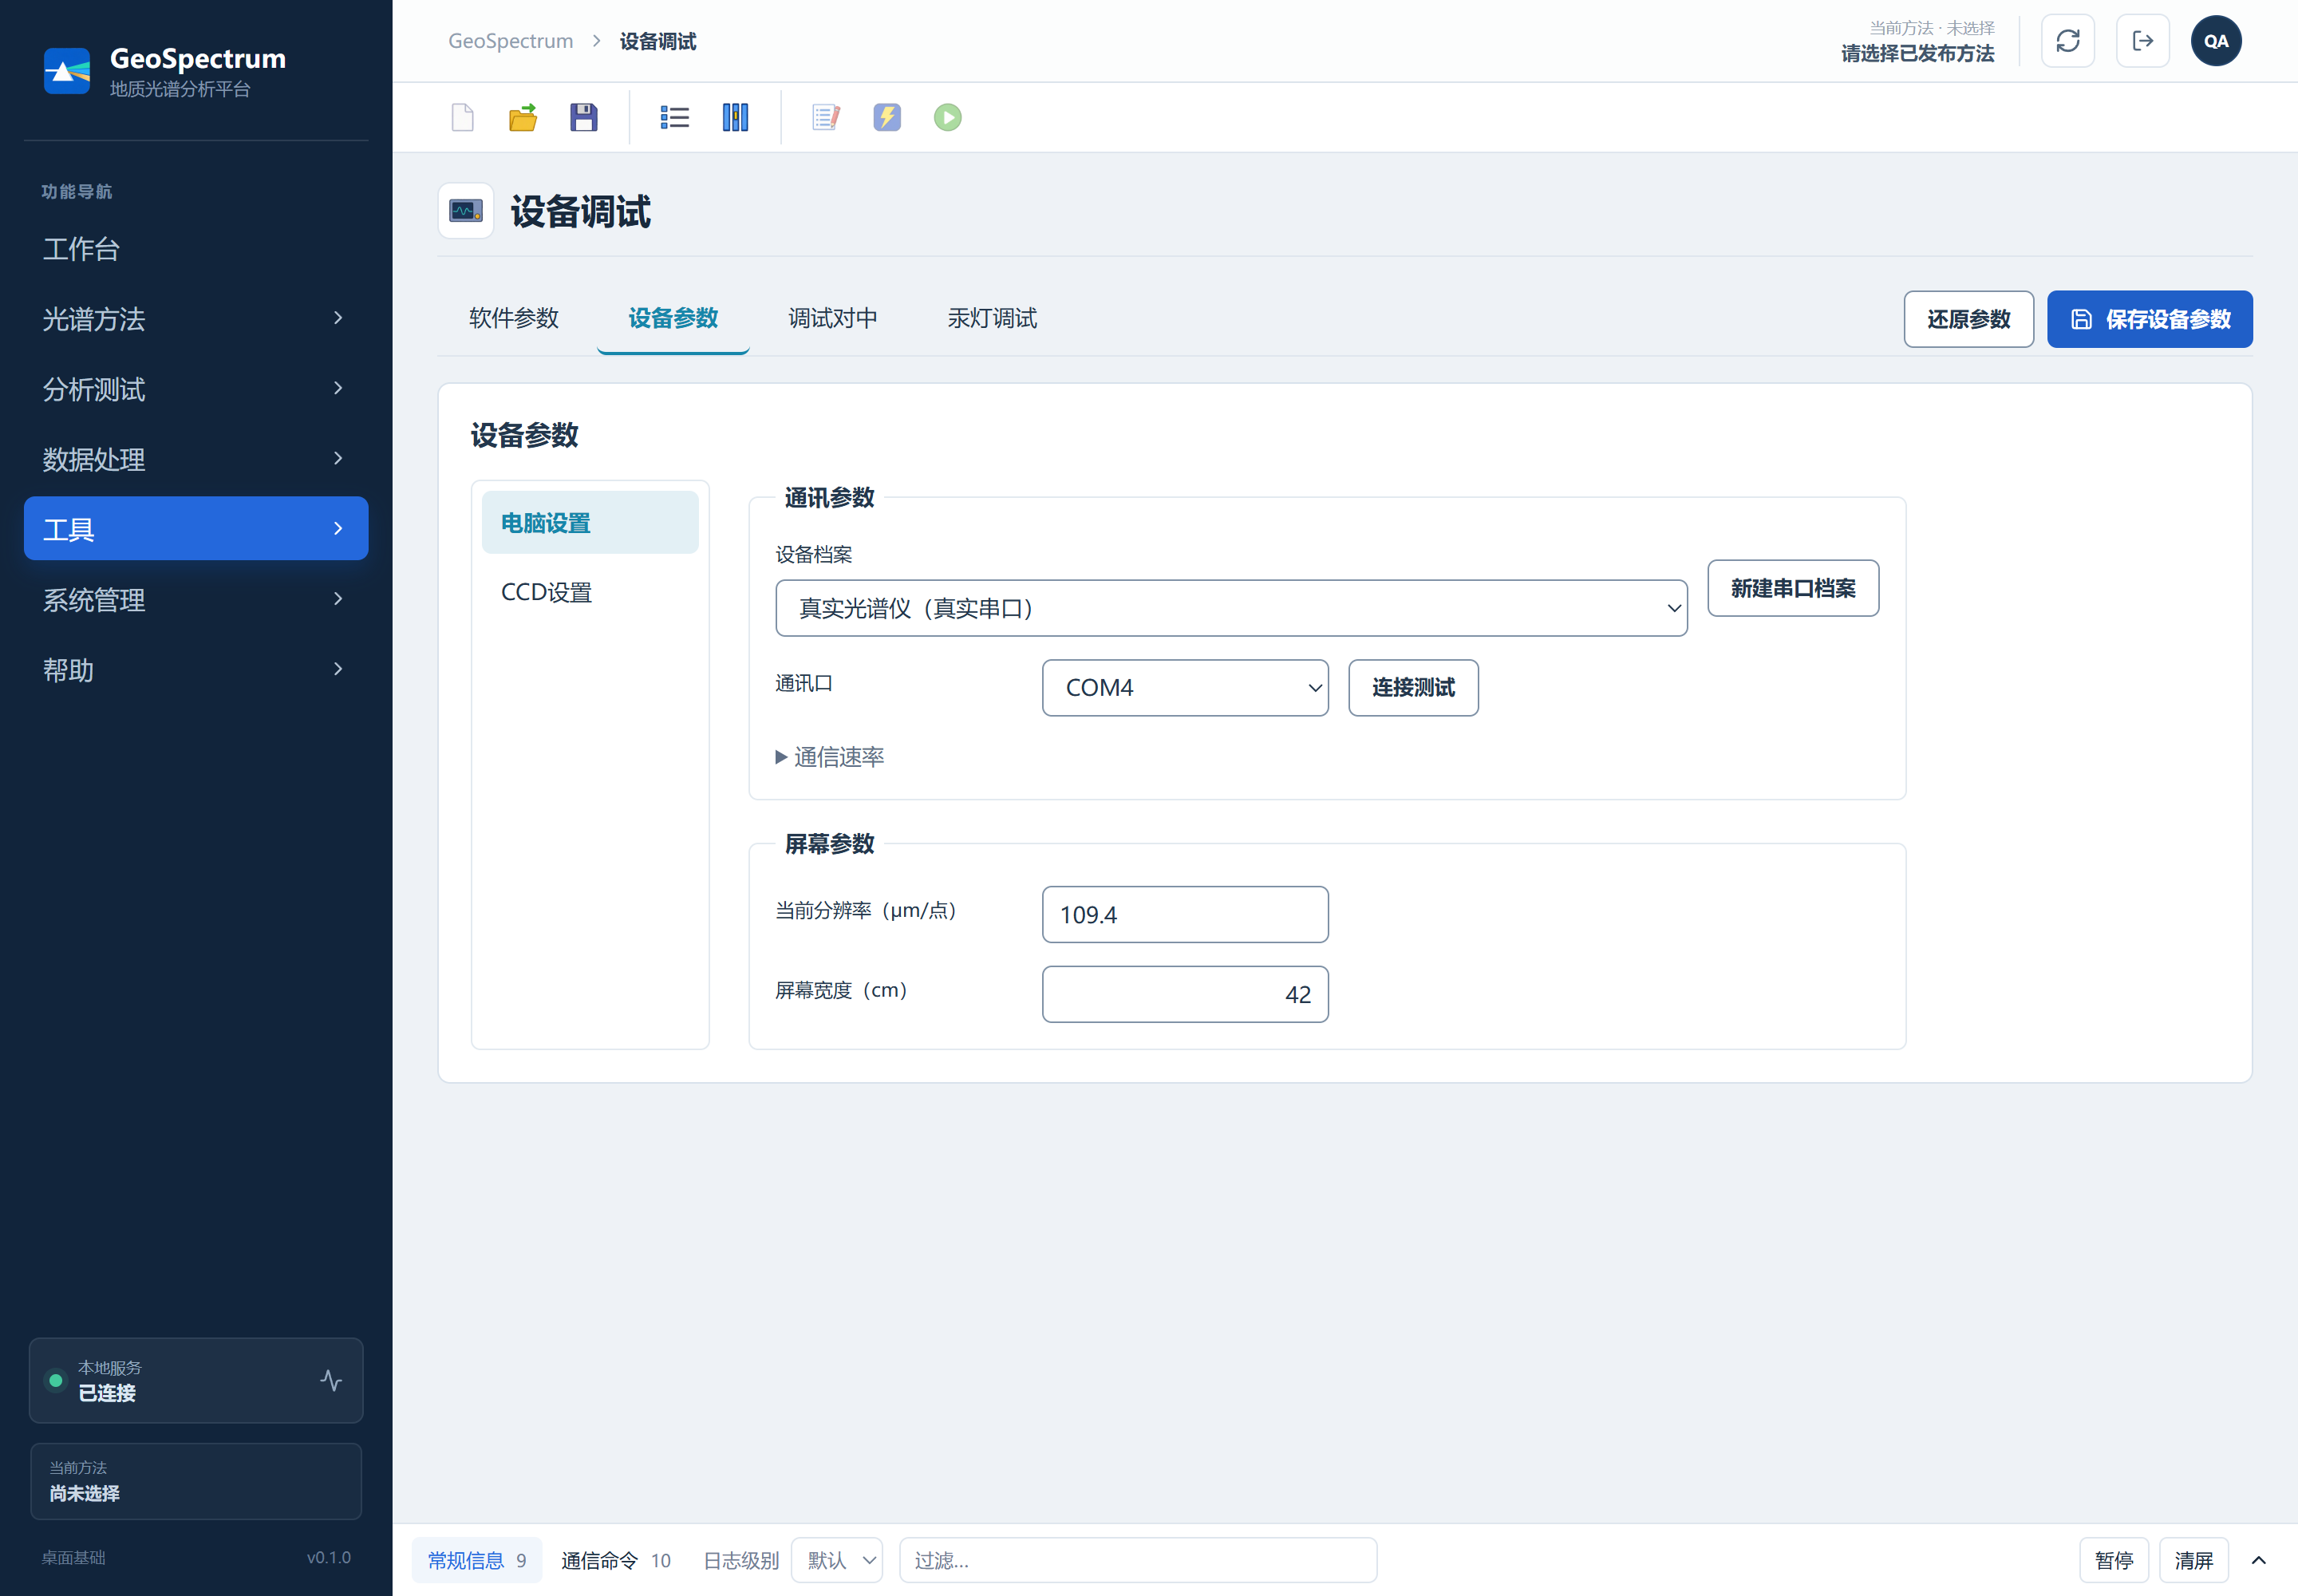 GeoSpectrum
地质光谱分析平台
功能导航
工作台
光谱方法
分析测试
数据处理
工具
系统管理
帮助
本地服务
已连接
当前方法
尚未选择
桌面基础 v0.1.0
GeoSpectrum 设备调试
当前方法 · 未选择
请选择已发布方法
QA
设备调试
软件参数 设备参数 调试对中 汞灯调试
还原参数 保存设备参数
设备参数
电脑设置
CCD设置
通讯参数
设备档案
真实光谱仪（真实串口）
新建串口档案
通讯口 COM4 连接测试
通信速率
屏幕参数
当前分辨率（μm/点） 109.4
屏幕宽度（cm） 42
常规信息 9 通信命令 10 日志级别 默认 过滤... 暂停 清屏